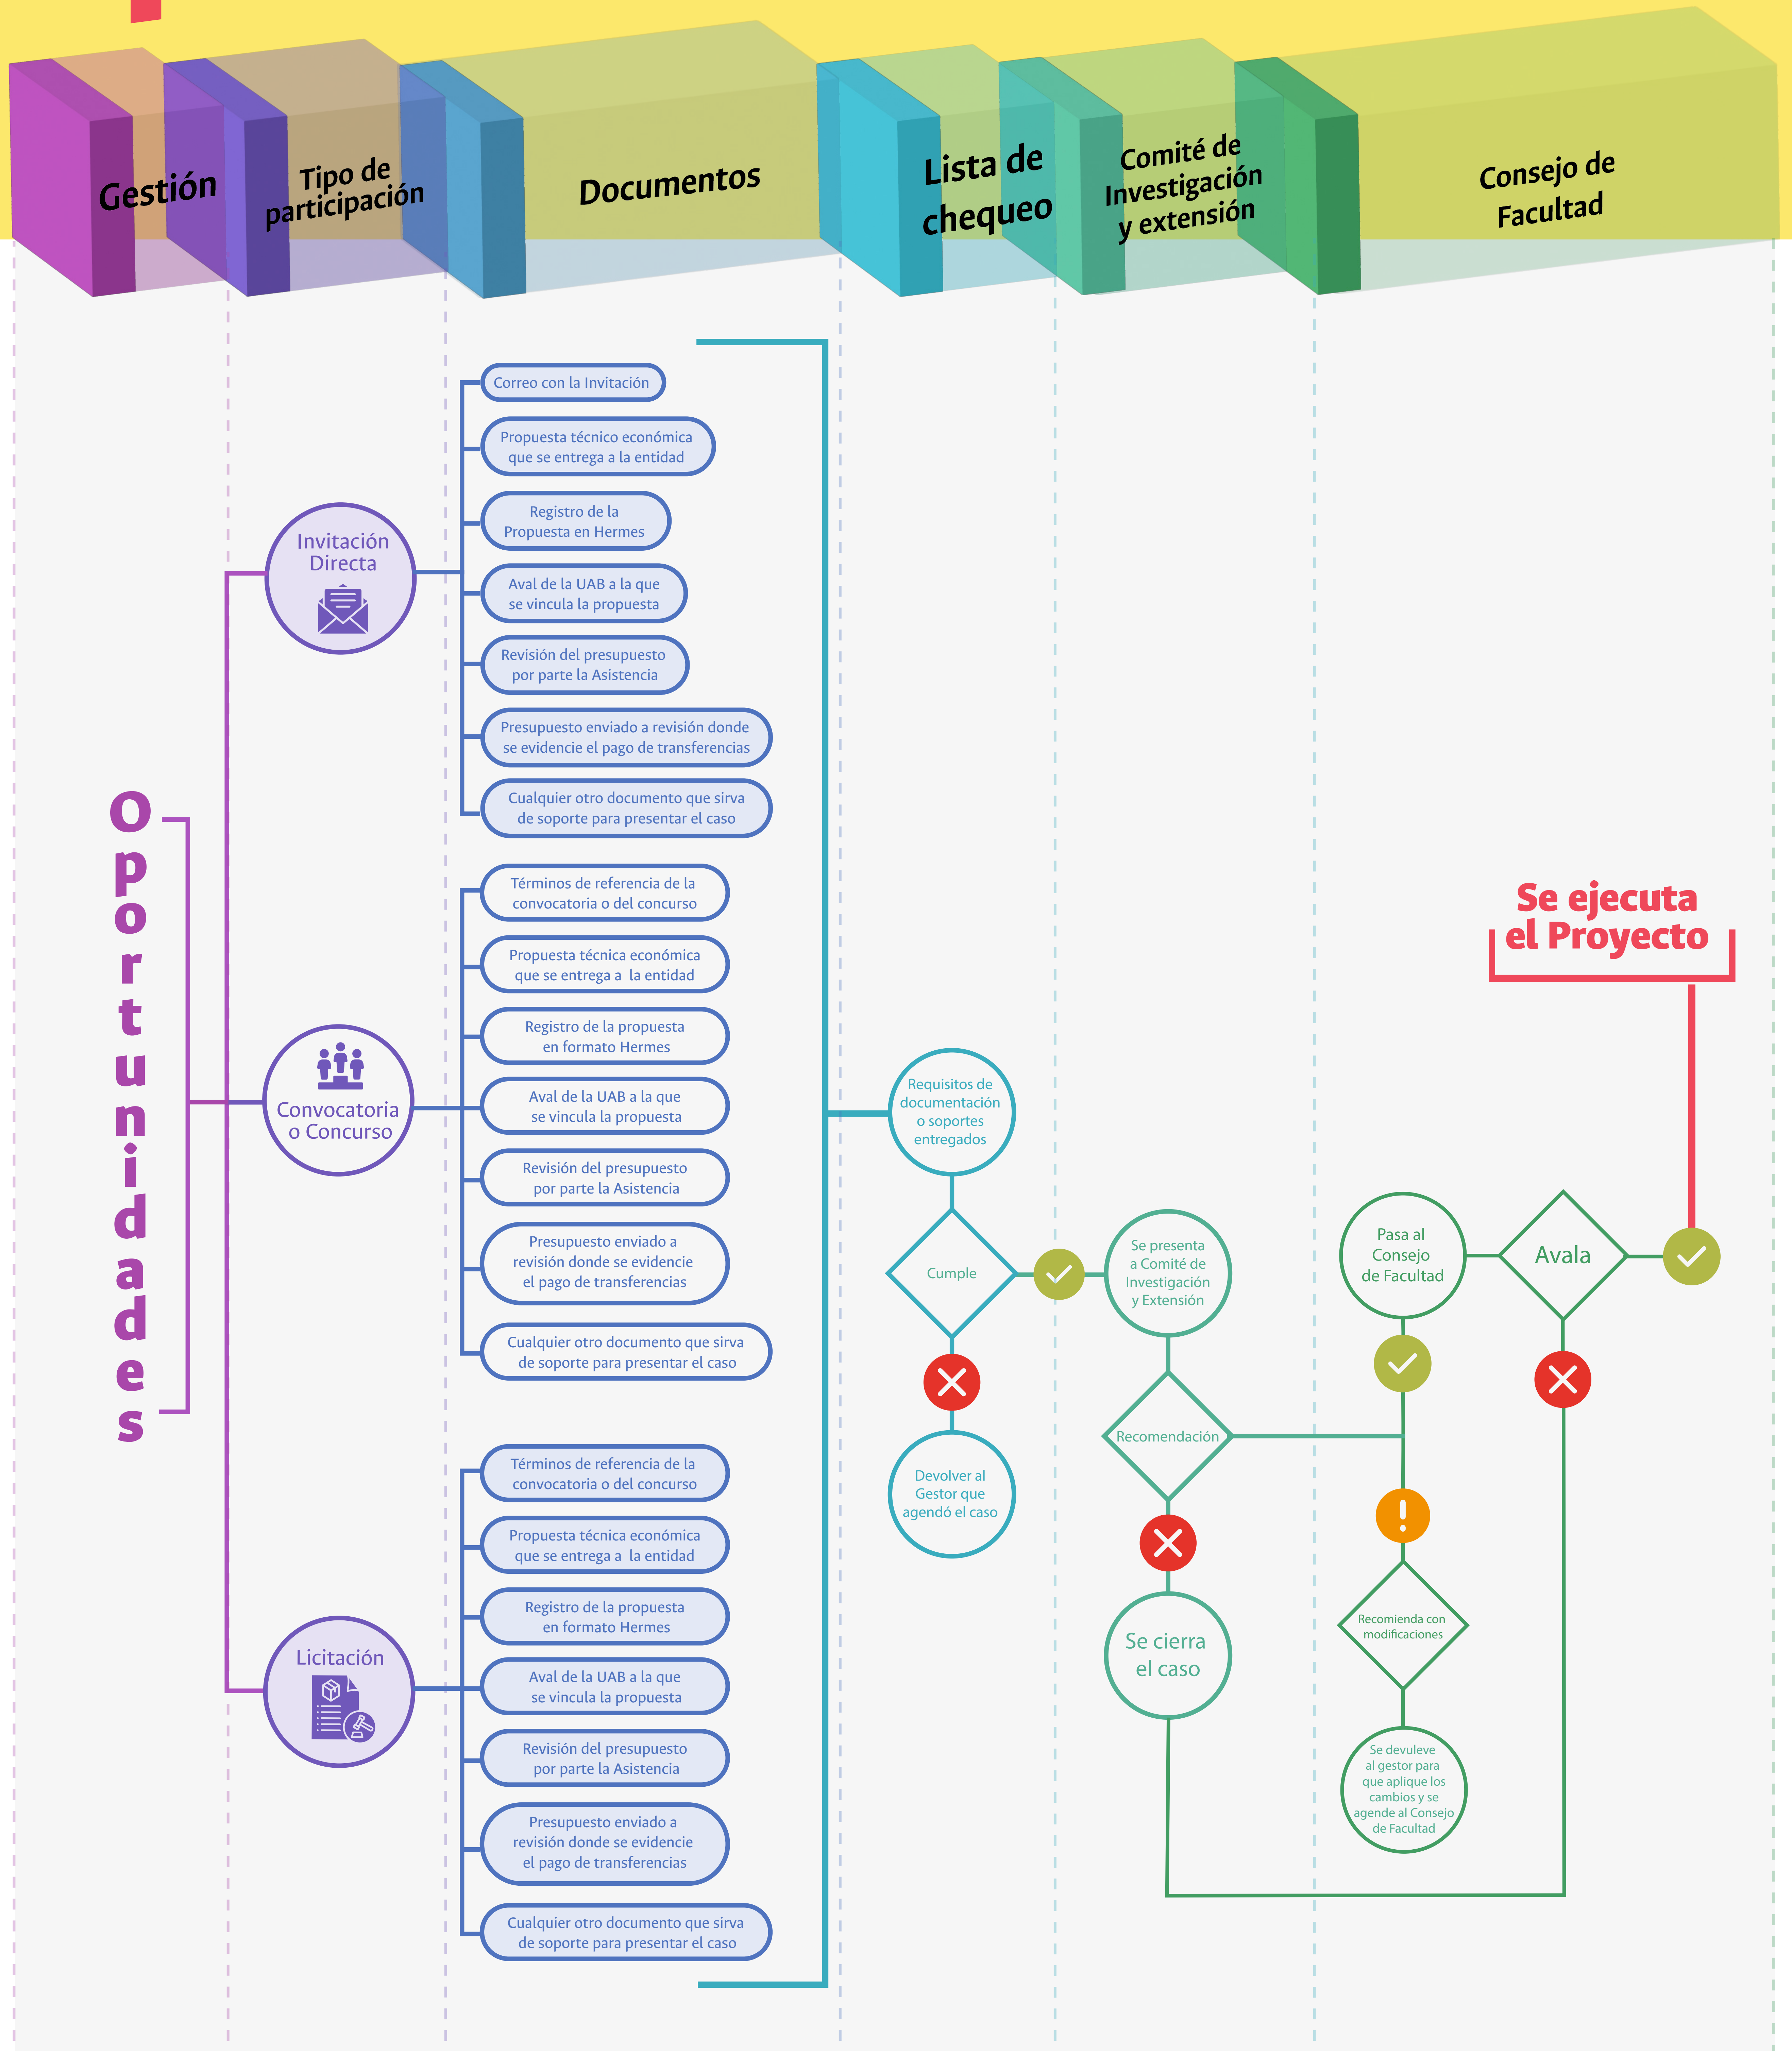 Gestión
Tipo de
participación
Documentos
Lista de
chequeo
Comité de
Investigación
y extensión
Consejo de
Facultad
Oportunidades
Invitación
Directa
Correo con la Invitación
Propuesta técnico económica
que se entrega a la entidad
Registro de la
Propuesta en Hermes
Aval de la UAB a la que
se vincula la propuesta
Revisión del presupuesto
por parte la Asistencia
Presupuesto enviado a revisión donde
se evidencie el pago de transferencias
Cualquier otro documento que sirva
de soporte para presentar el caso
Convocatoria
o Concurso
Términos de referencia de la
convocatoria o del concurso
Propuesta técnica económica
que se entrega a la entidad
Registro de la propuesta
en formato Hermes
Aval de la UAB a la que
se vincula la propuesta
Revisión del presupuesto
por parte la Asistencia
Presupuesto enviado a
revisión donde se evidencie
el pago de transferencias
Cualquier otro documento que sirva
de soporte para presentar el caso
Licitación
Términos de referencia de la
convocatoria o del concurso
Propuesta técnica económica
que se entrega a la entidad
Registro de la propuesta
en formato Hermes
Aval de la UAB a la que
se vincula la propuesta
Revisión del presupuesto
por parte la Asistencia
Presupuesto enviado a
revisión donde se evidencie
el pago de transferencias
Cualquier otro documento que sirva
de soporte para presentar el caso
Requisitos de
documentación
o soportes
entregados
Cumple
Devolver al
Gestor que
agendó el caso
Se presenta
a Comité de
Investigación
y Extensión
Recomendación
Se cierra
el caso
Pasa al
Consejo
de Facultad
Recomienda con
modificaciones
Se devuleve
al gestor para
que aplique los
cambios y se
agende al Consejo
de Facultad
Avala
Se ejecuta
el Proyecto